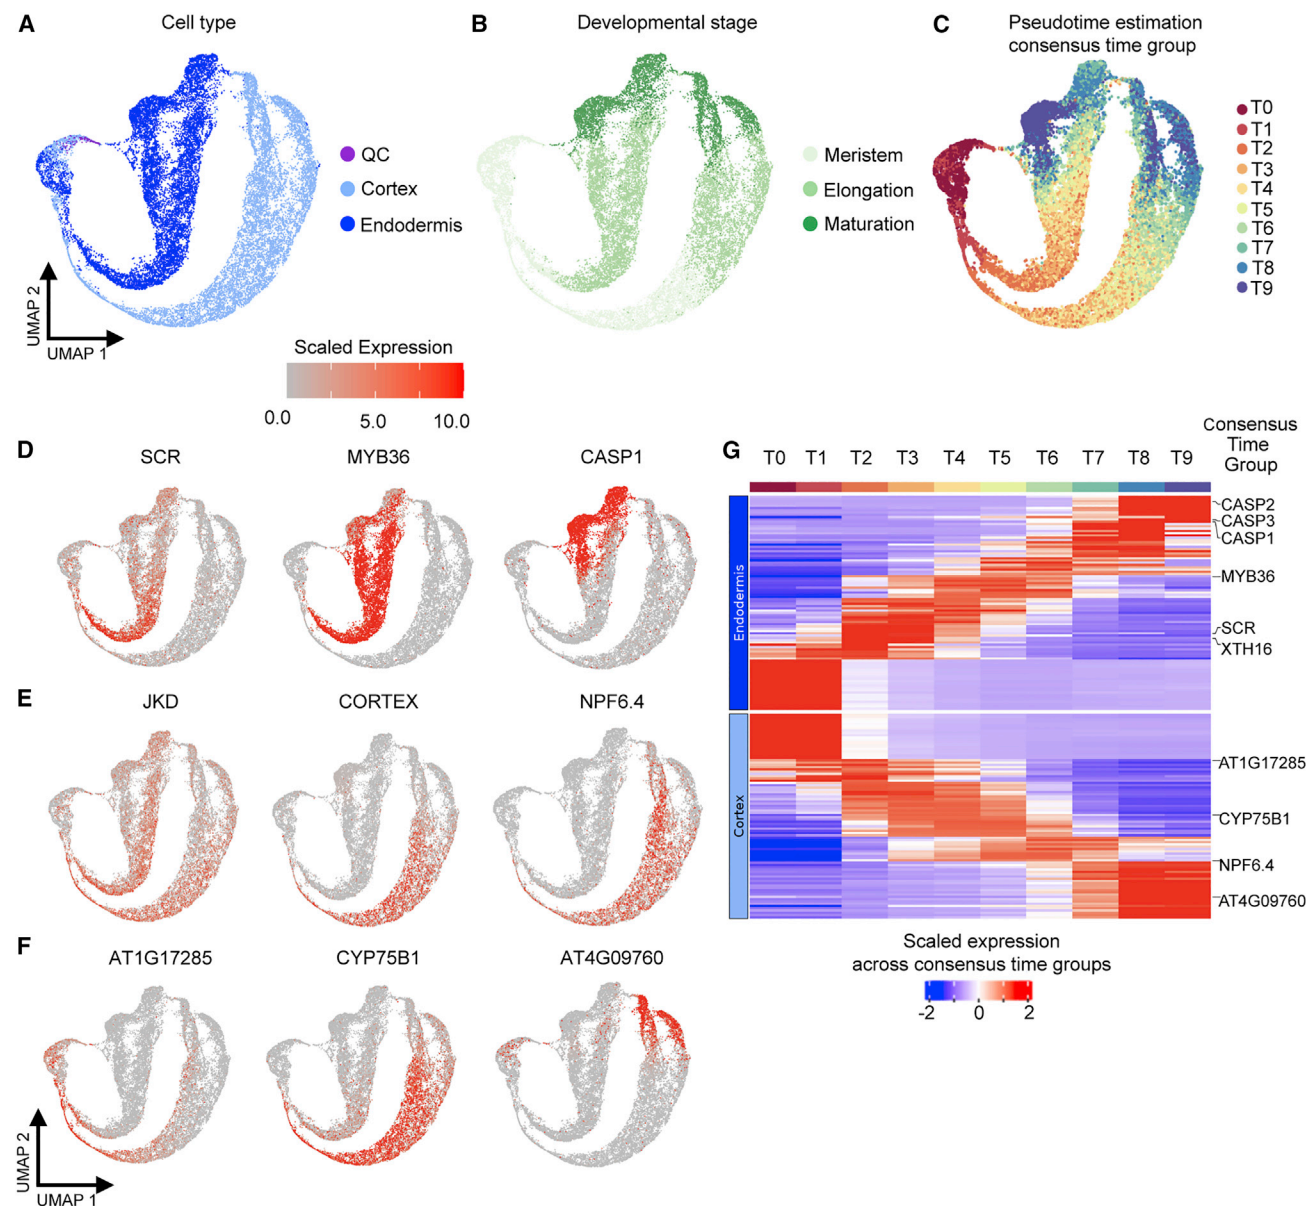 A
Cell type
QC
Cortex
Endodermis
UMAP 2
UMAP 1
B
Developmental stage
Meristem
Elongation
Maturation
C
Pseudotime estimation
consensus time group
T0
T1
T2
T3
T4
T5
T6
T7
T8
T9
Scaled Expression
0.0 5.0 10.0
D
SCR MYB36 CASP1
E
JKD CORTEX NPF6.4
F
AT1G17285 CYP75B1 AT4G09760
UMAP 2
UMAP 1
G
T0 T1 T2 T3 T4 T5 T6 T7 T8 T9
Consensus
Time
Group
Endodermis
CASP2
CASP3
CASP1
MYB36
SCR
XTH16
Cortex
AT1G17285
CYP75B1
NPF6.4
AT4G09760
Scaled expression
across consensus time groups
-2 0 2